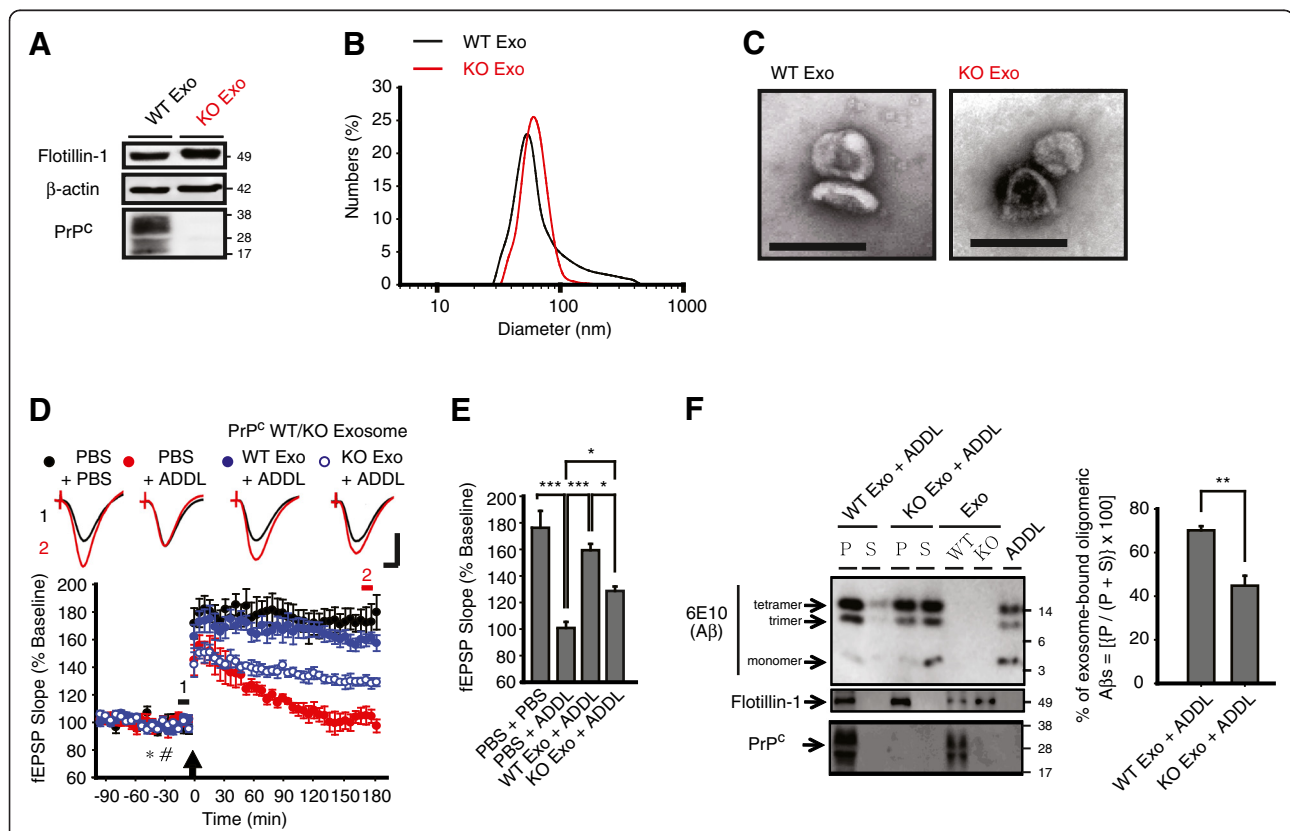 A
WT Exo
KO Exo
Flotillin-1
49
β-actin
42
PrPᶜ
38
28
17
B
WT Exo
KO Exo
Numbers (%)
30
25
20
15
10
5
0
10
100
1000
Diameter (nm)
C
WT Exo
KO Exo
D
PrPᶜ WT/KO Exosome
PBS + PBS
PBS + ADDL
WT Exo + ADDL
KO Exo + ADDL
1
2
2
1
* #
fEPSP Slope (% Baseline)
200
180
160
140
120
100
80
60
-90 -60 -30 0 30 60 90 120 150 180
Time (min)
E
*
*** *** *
fEPSP Slope (% Baseline)
200
180
160
140
120
100
80
60
PBS + PBS
PBS + ADDL
WT Exo + ADDL
KO Exo + ADDL
F
WT Exo + ADDL
KO Exo + ADDL
Exo
ADDL
P S P S WT KO
6E10
(Aβ)
tetramer
trimer
monomer
14
6
3
Flotillin-1
49
PrPᶜ
38
28
17
% of exosome-bound oligomeric
Aβs = [{P / (P + S)} x 100]
80
60
40
20
0
**
WT Exo + ADDL
KO Exo + ADDL